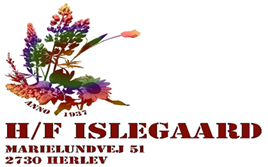 ANNO 1937
H/F ISLEGAARD
MARIELUNDVEJ 51
2730 HERLEV